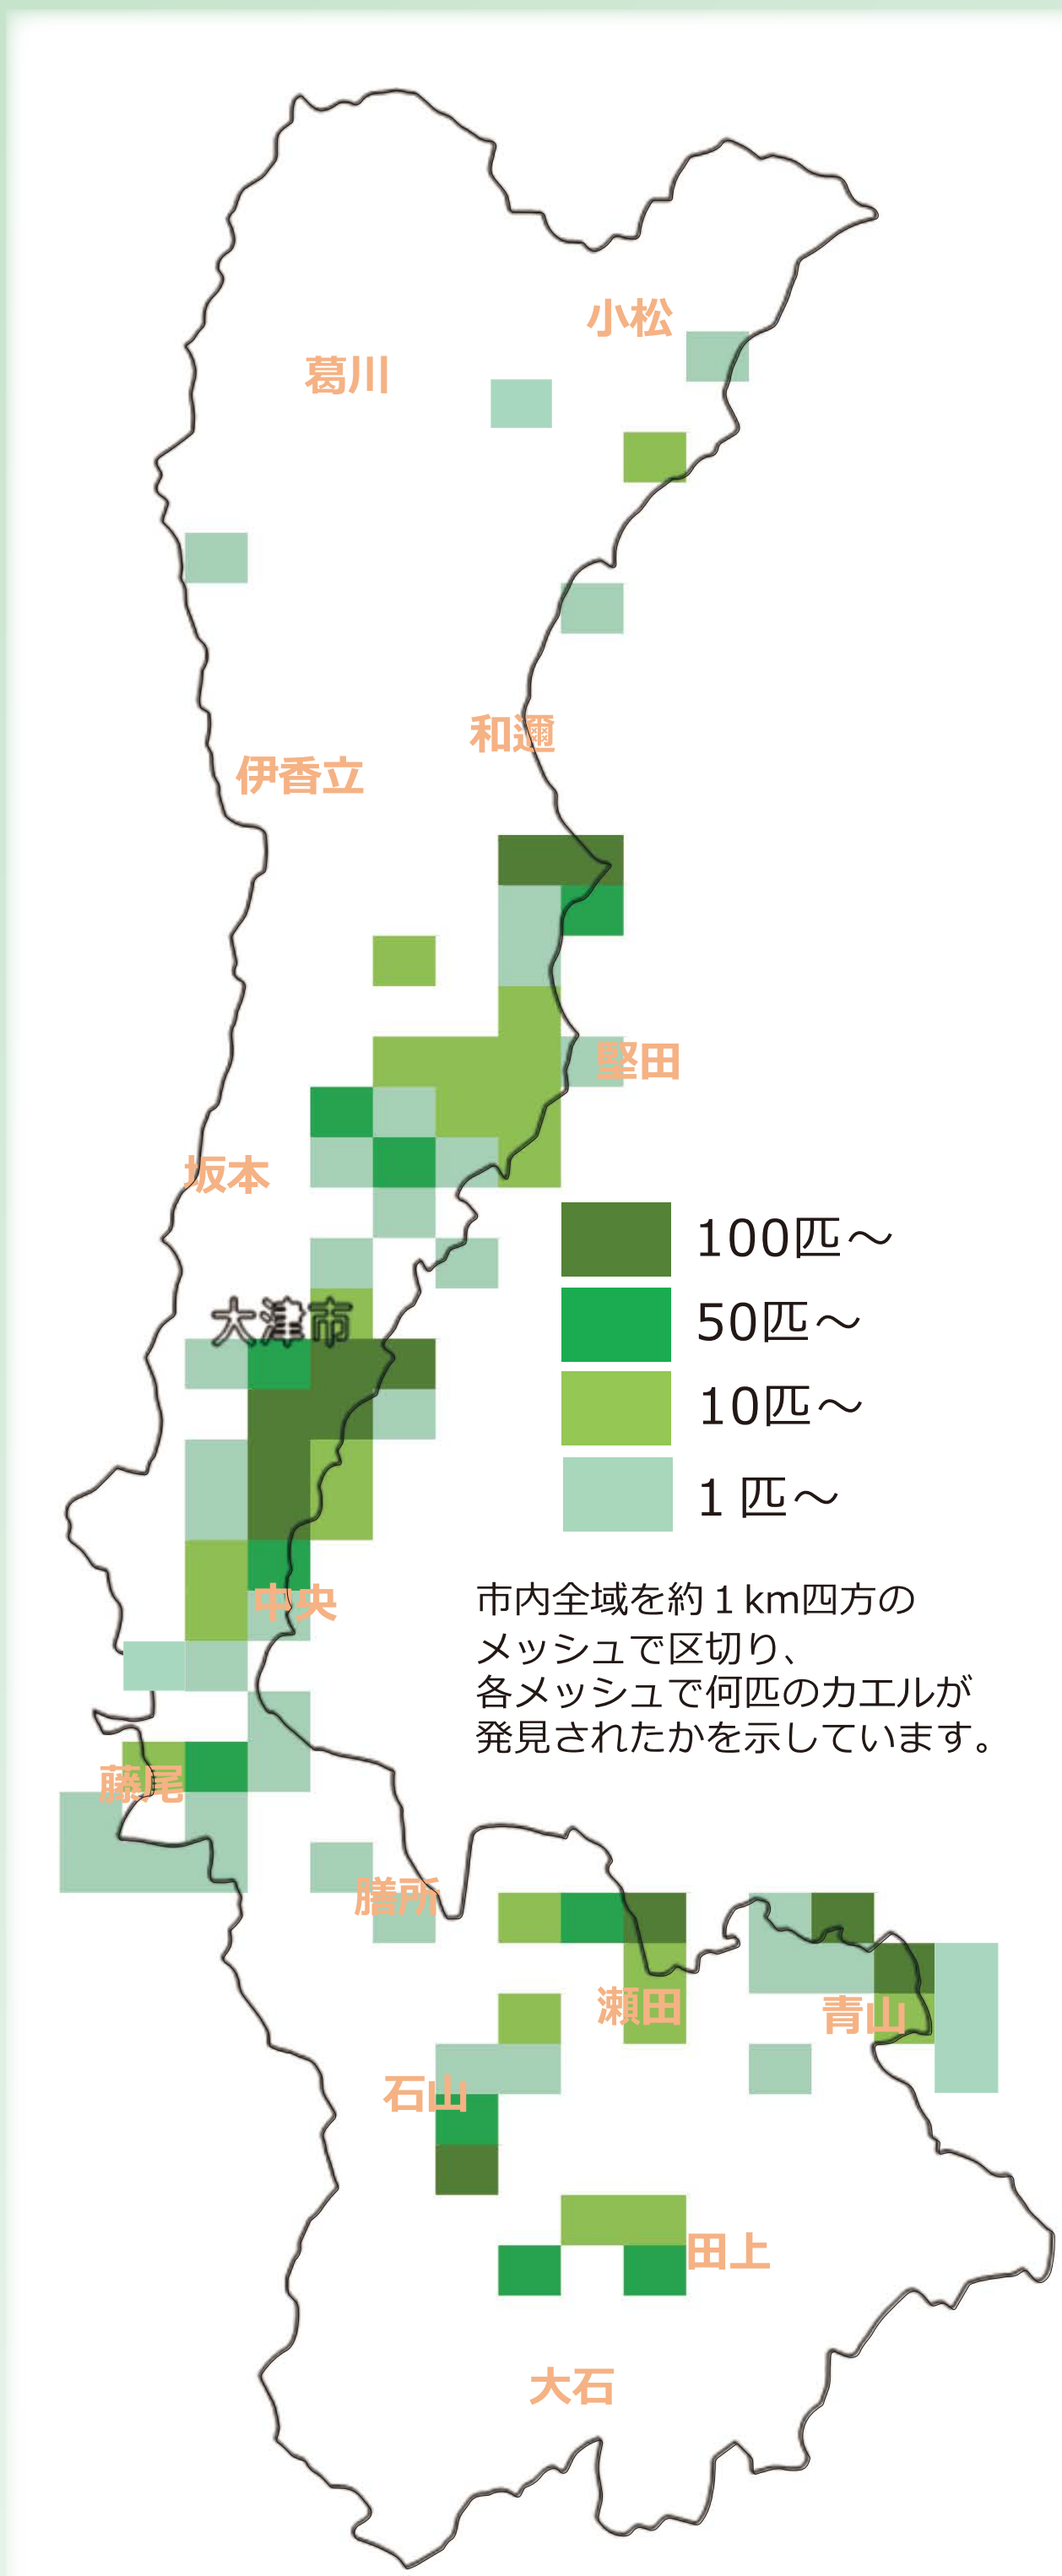 小松
葛川
和邇
伊香立
堅田
坂本
100匹～
大津市
50匹～
10匹～
1匹～
市内全域を約1km四方の
メッシュで区切り、
各メッシュで何匹のカエルが
発見されたかを示しています。
中央
藤尾
膳所
瀬田
青山
石山
田上
大石